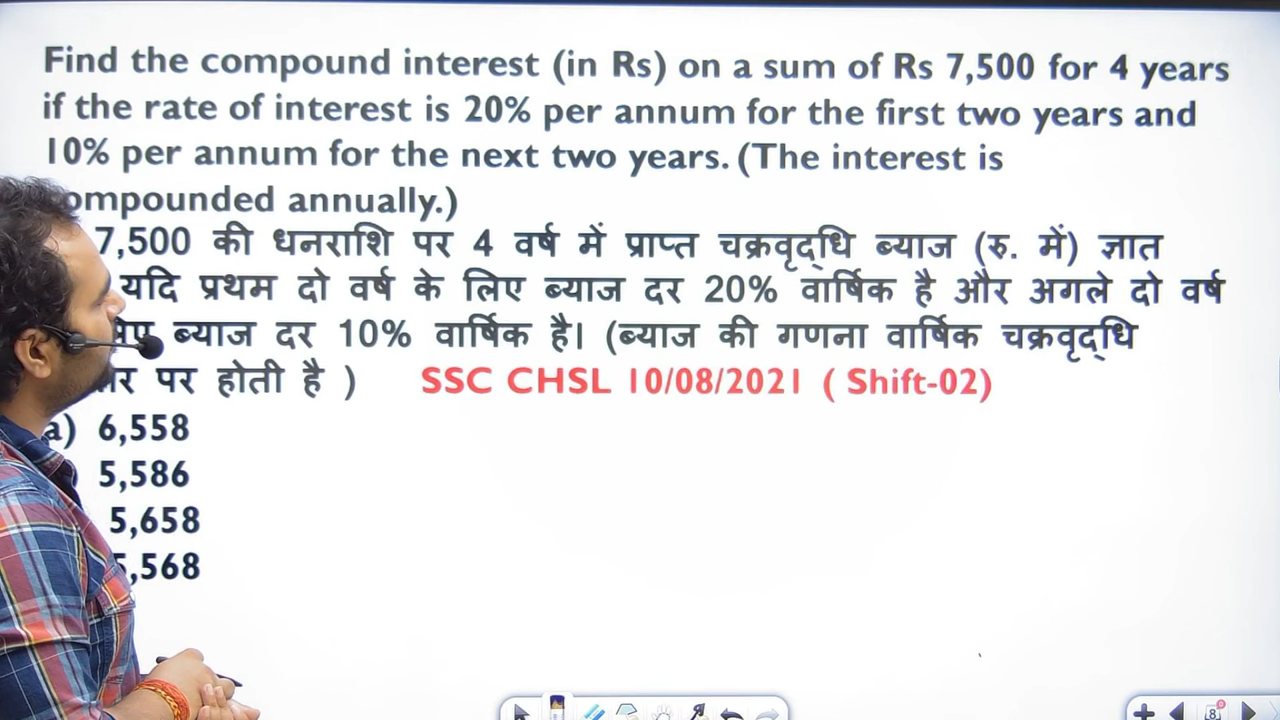 Find the compound interest (in Rs) on a sum of Rs 7,500 for 4 years
if the rate of interest is 20% per annum for the first two years and
10% per annum for the next two years. (The interest is
ompounded annually.)
7,500 की धनराशि पर 4 वर्ष में प्राप्त चक्रवृद्धि ब्याज (रु. में) ज्ञात
यदि प्रथम दो वर्ष के लिए ब्याज दर 20% वार्षिक है और अगले दो वर्ष
ब्याज दर 10% वार्षिक है। (ब्याज की गणना वार्षिक चक्रवृद्धि
पर होती है ) SSC CHSL 10/08/2021 ( Shift-02)
a) 6,558
5,586
5,658
5,568
8